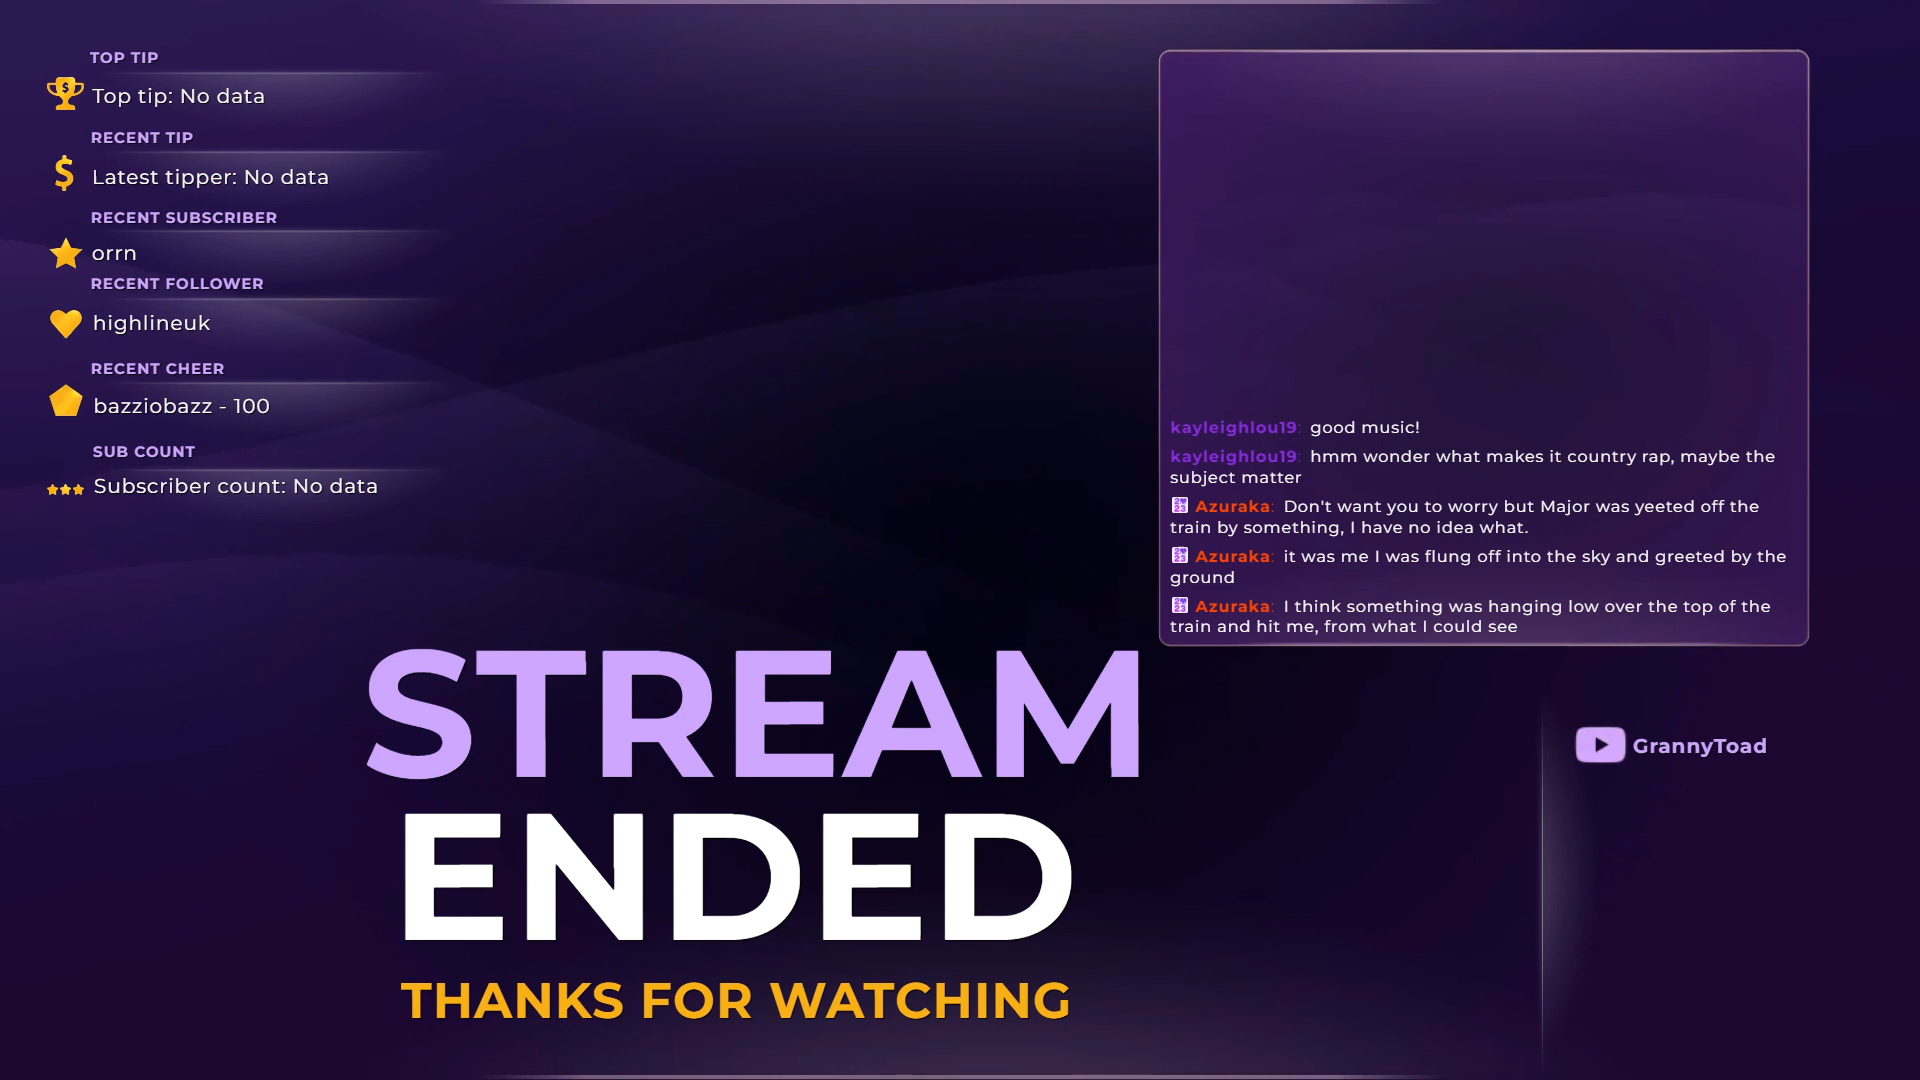 TOP TIP
Top tip: No data
RECENT TIP
Latest tipper: No data
RECENT SUBSCRIBER
orrn
RECENT FOLLOWER
highlineuk
RECENT CHEER
bazziobazz - 100
SUB COUNT
Subscriber count: No data
kayleighlou19: good music!
kayleighlou19: hmm wonder what makes it country rap, maybe the
subject matter
Azuraka: Don't want you to worry but Major was yeeted off the
train by something, I have no idea what.
Azuraka: it was me I was flung off into the sky and greeted by the
ground
Azuraka: I think something was hanging low over the top of the
train and hit me, from what I could see
STREAM
ENDED
THANKS FOR WATCHING
GrannyToad